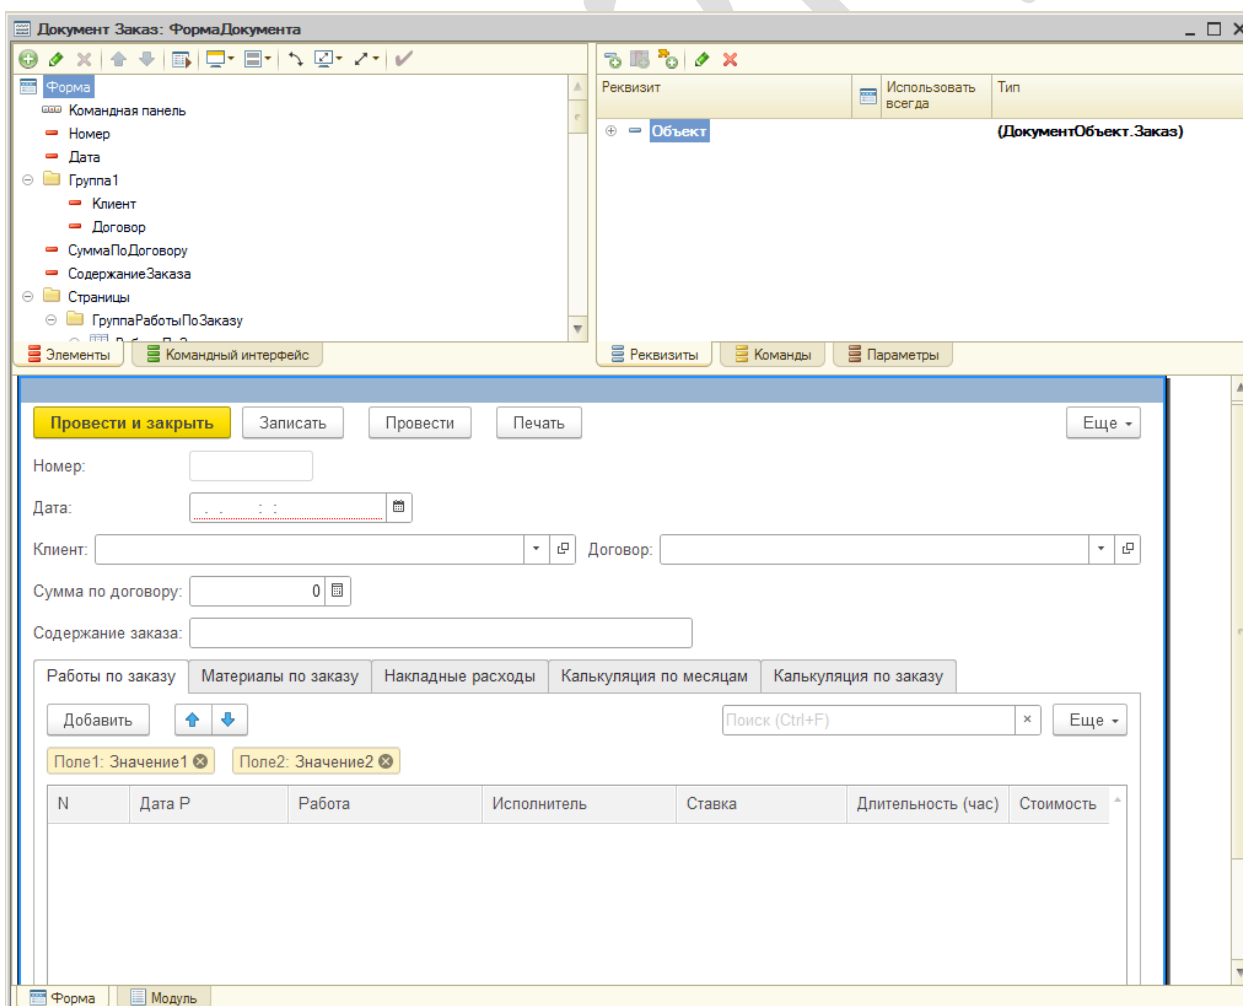 Документ Заказ: ФормаДокумента
Форма
Командная панель
Номер
Дата
Группа1
Клиент
Договор
СуммаПоДоговору
СодержаниеЗаказа
Страницы
ГруппаРаботыПоЗаказу
Элементы Командный интерфейс
Реквизит Использовать всегда Тип
Объект (ДокументОбъект.Заказ)
Реквизиты Команды Параметры
Провести и закрыть Записать Провести Печать Еще
Номер:
Дата: . . : :
Клиент: Договор:
Сумма по договору: 0
Содержание заказа:
Работы по заказу Материалы по заказу Накладные расходы Калькуляция по месяцам Калькуляция по заказу
Добавить Поиск (Ctrl+F) × Еще
Поле1: Значение1 Поле2: Значение2
N Дата Р Работа Исполнитель Ставка Длительность (час) Стоимость
Форма Модуль